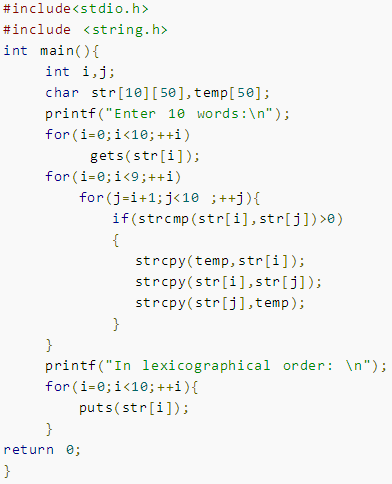 #include<stdio.h>
#include <string.h>
int main(){
int i,j;
char str[10][50],temp[50];
printf("Enter 10 words:\n");
for(i=0;i<10;++i)
gets(str[i]);
for(i=0;i<9;++i)
for(j=i+1;j<10 ;++j){
if(strcmp(str[i],str[j])>0)
{
strcpy(temp,str[i]);
strcpy(str[i],str[j]);
strcpy(str[j],temp);
}
}
printf("In lexicographical order: \n");
for(i=0;i<10;++i){
puts(str[i]);
}
return 0;
}